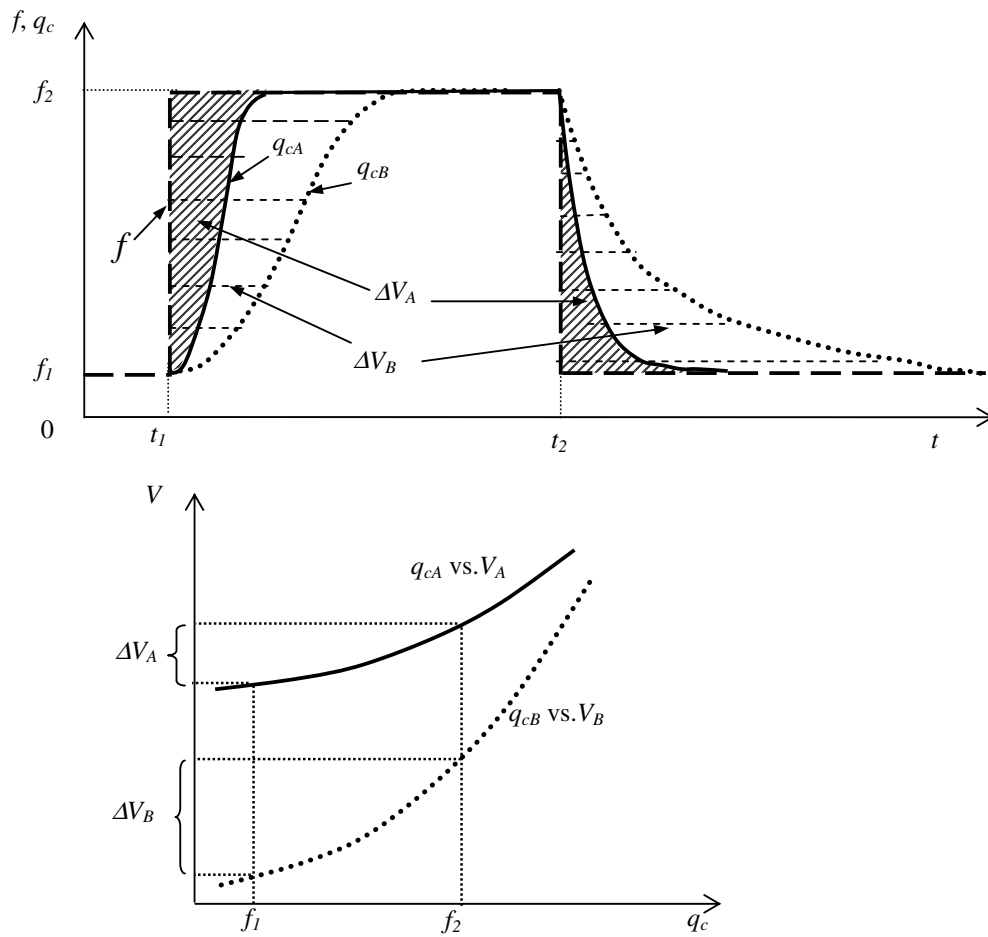 f, q_c
f_2
q_cA
q_cB
f
ΔV_A
ΔV_B
f_1
0
t_1
t_2
t
V
q_cA vs.V_A
ΔV_A
q_cB vs.V_B
ΔV_B
f_1
f_2
q_c